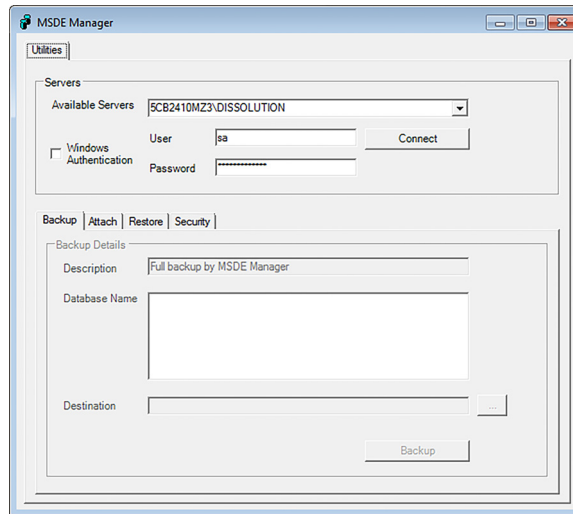 MSDE Manager
Utilities
Servers
Available Servers 5CB2410MZ3\DISSOLUTION
User sa Connect
Windows Authentication
Password *************
Backup Attach Restore Security
Backup Details
Description Full backup by MSDE Manager
Database Name
Destination ...
Backup